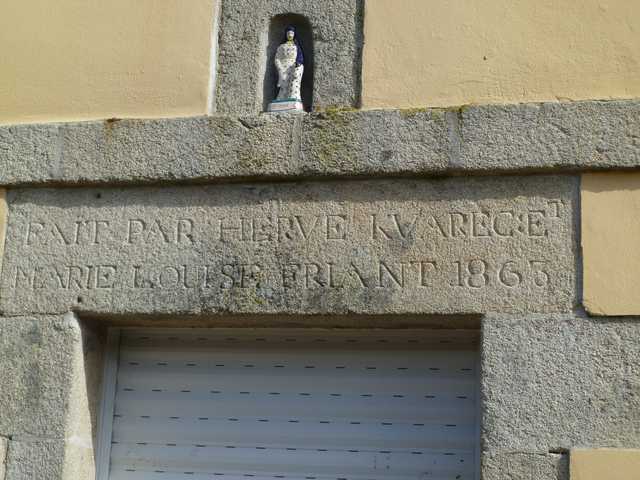 FAIT PAR HERVE KVAREC:ET
MARIE LOUISE FRIANT 1863